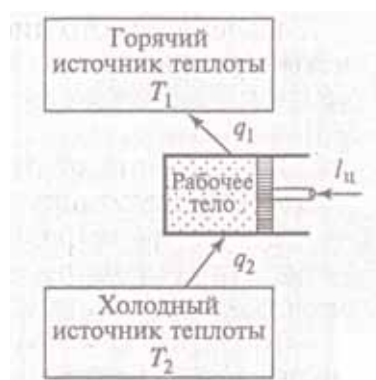 Горячий
источник теплоты
T₁
q₁
Рабочее
тело
lц
q₂
Холодный
источник теплоты
T₂